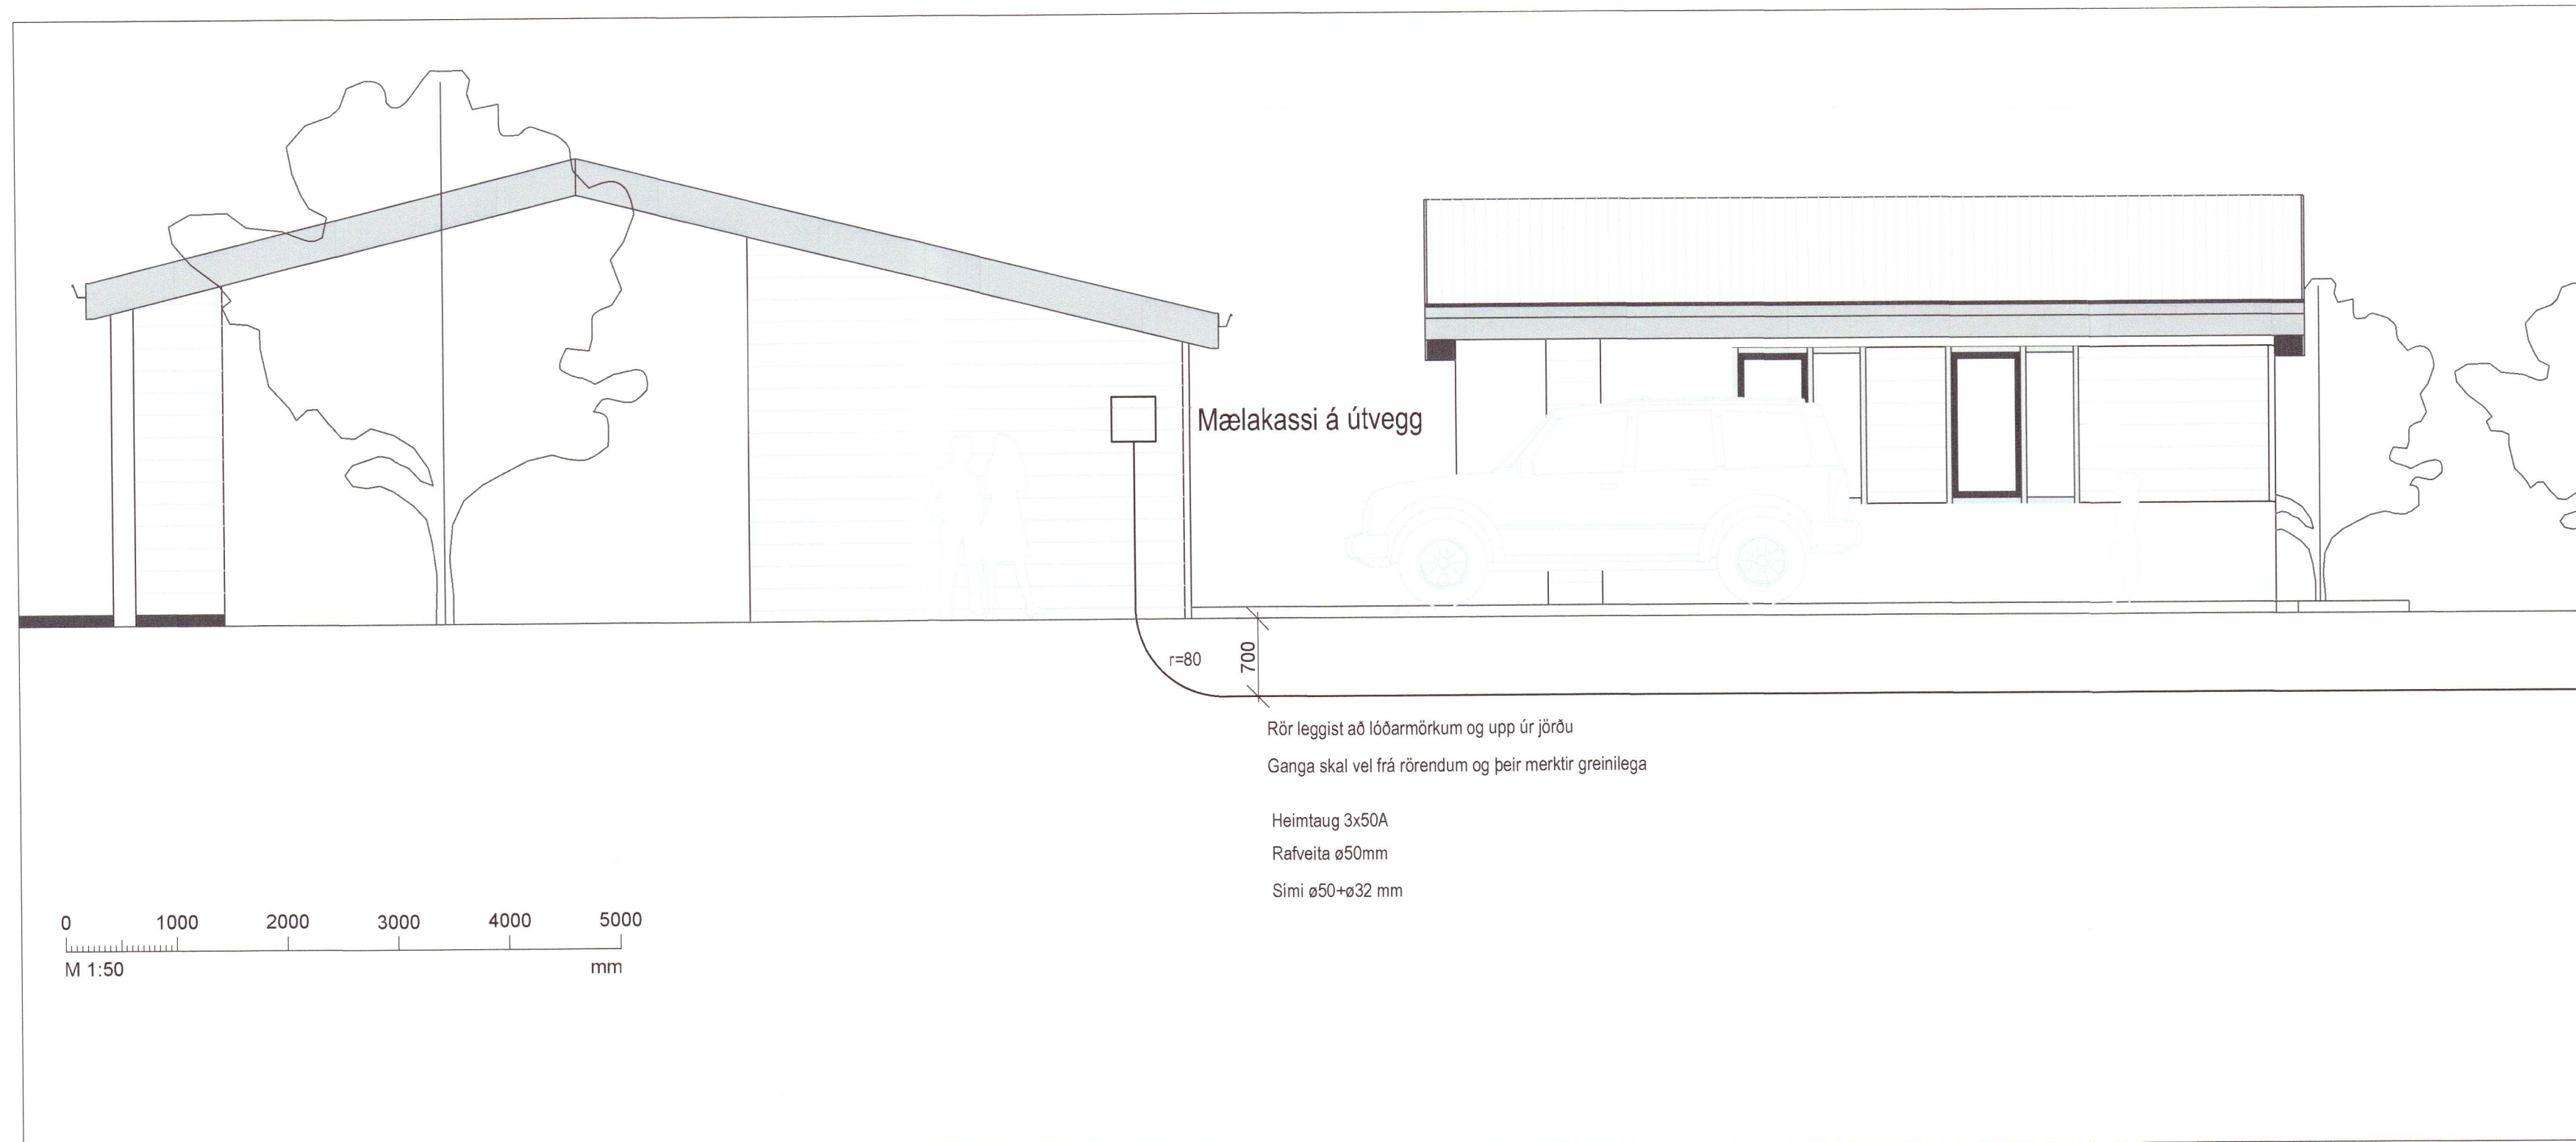 Mælakassi á útvegg
r=80
700
Rör leggist að lóðarmörkum og upp úr jörðu
Ganga skal vel frá rörendum og þeir merktir greinilega
Heimtaug 3x50A
Rafveita ø50mm
Sími ø50+ø32 mm
0 1000 2000 3000 4000 5000
M 1:50 mm